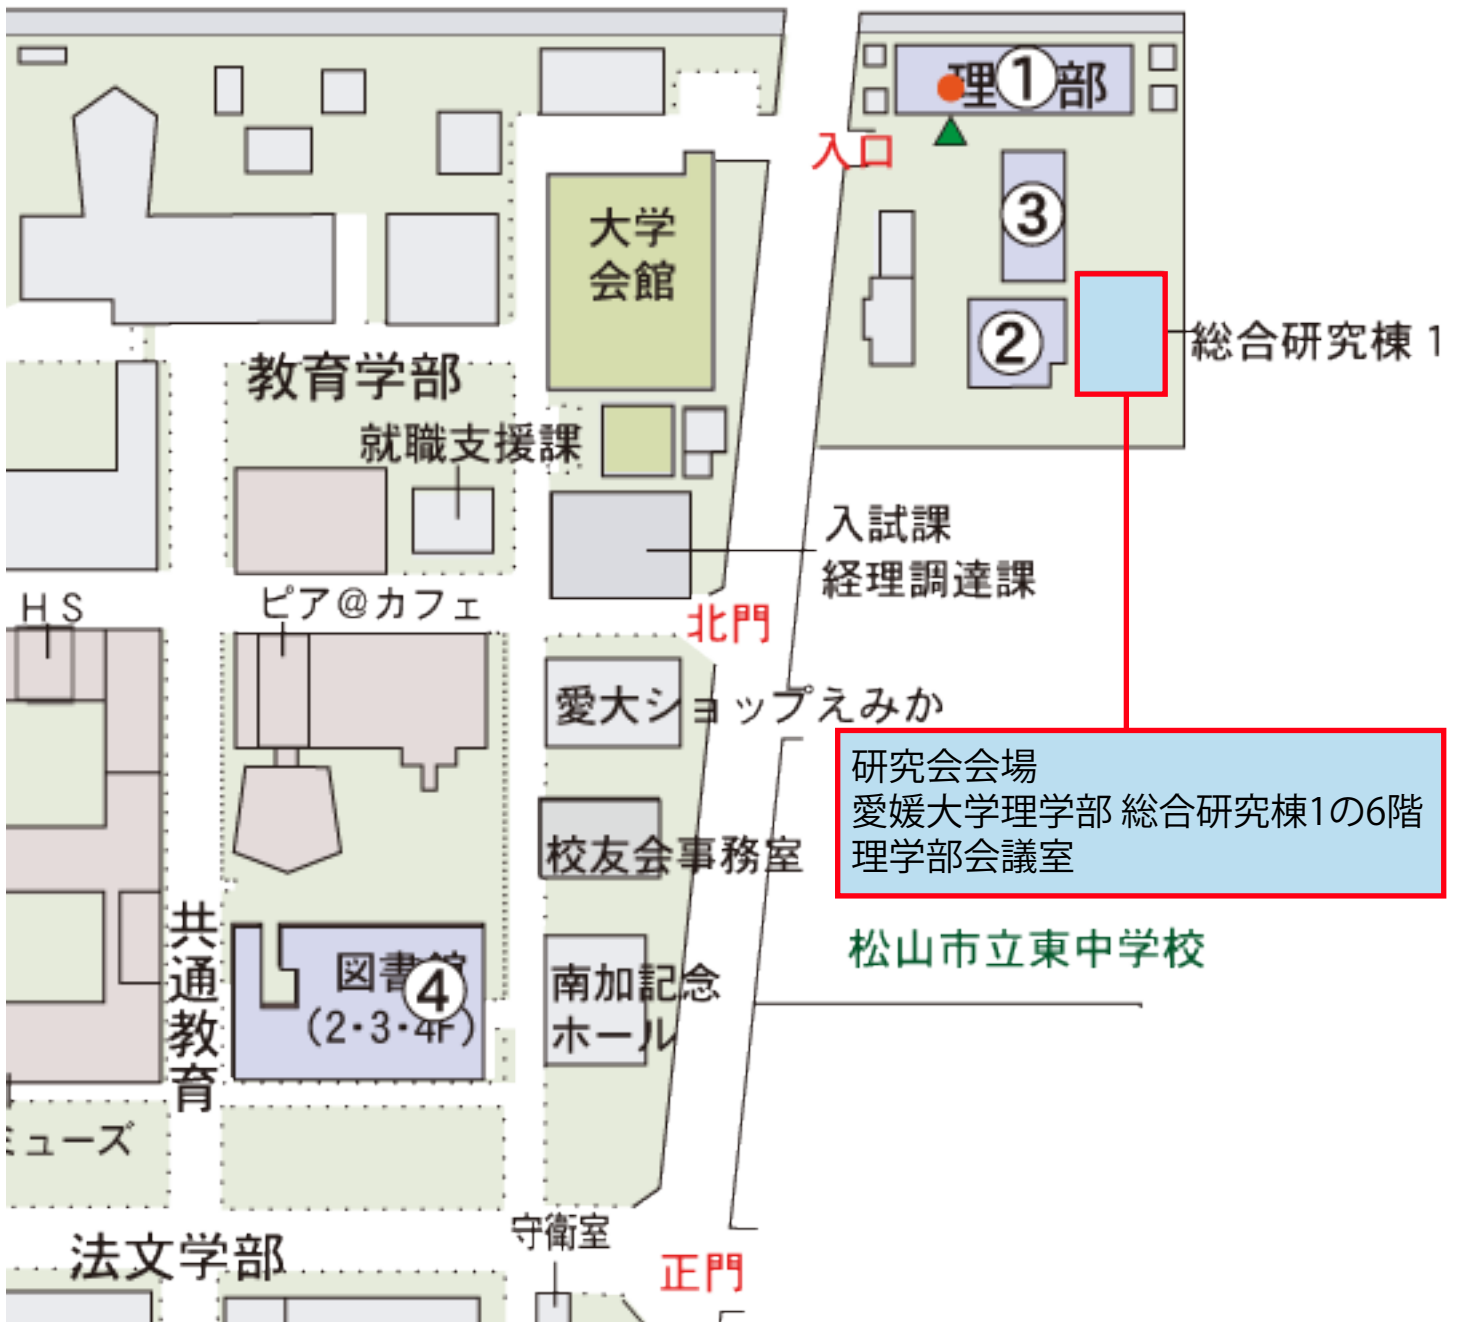 理①部
入口
③
大学
会館
②
総合研究棟 1
教育学部
就職支援課
入試課
経理調達課
HS
ピア@カフェ
北門
愛大ショップえみか
研究会会場
愛媛大学理学部 総合研究棟1の6階
理学部会議室
校友会事務室
共通教育
松山市立東中学校
図書館
④
(2・3・4F)
南加記念
ホール
ミューズ
守衛室
法文学部
正門